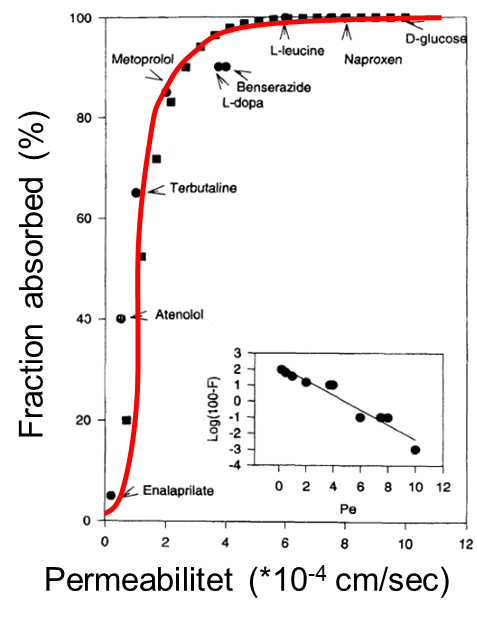 Fraction absorbed (%)
100
80
60
40
20
0
Metoprolol
L-leucine
Naproxen
D-glucose
Benserazide
L-dopa
Terbutaline
Atenolol
Enalaprilate
Log(100-F)
3
2
1
0
-1
-2
-3
-4
0 2 4 6 8 10 12
Pe
0 2 4 6 8 10 12
Permeabilitet (*10-4 cm/sec)